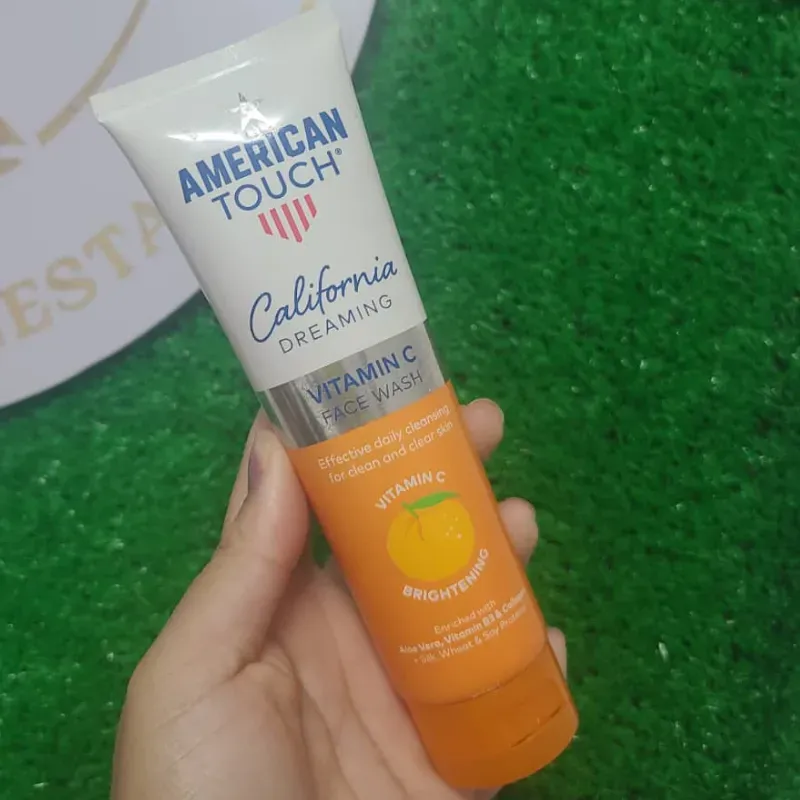 AMERICAN
TOUCH®
California
DREAMING
VITAMIN C
FACE WASH
Effective daily cleansing
for clean and clear skin
VITAMIN C
BRIGHTENING
Enriched with
Aloe Vera, Vitamin B3 & Collagen
+ Silk, Wheat & Soy Proteins